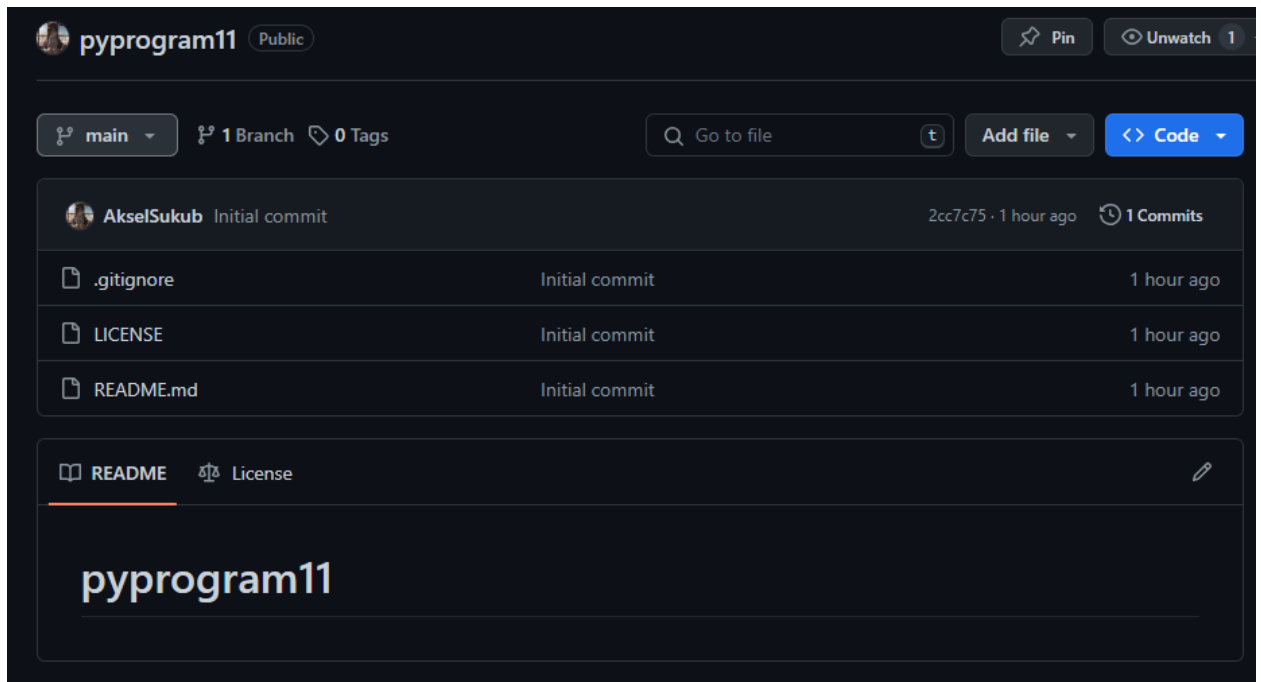 pyprogram11 Public Pin Unwatch 1
main 1 Branch 0 Tags Go to file t Add file Code
AkselSukub Initial commit 2cc7c75 · 1 hour ago 1 Commits
.gitignore Initial commit 1 hour ago
LICENSE Initial commit 1 hour ago
README.md Initial commit 1 hour ago
README License
pyprogram11